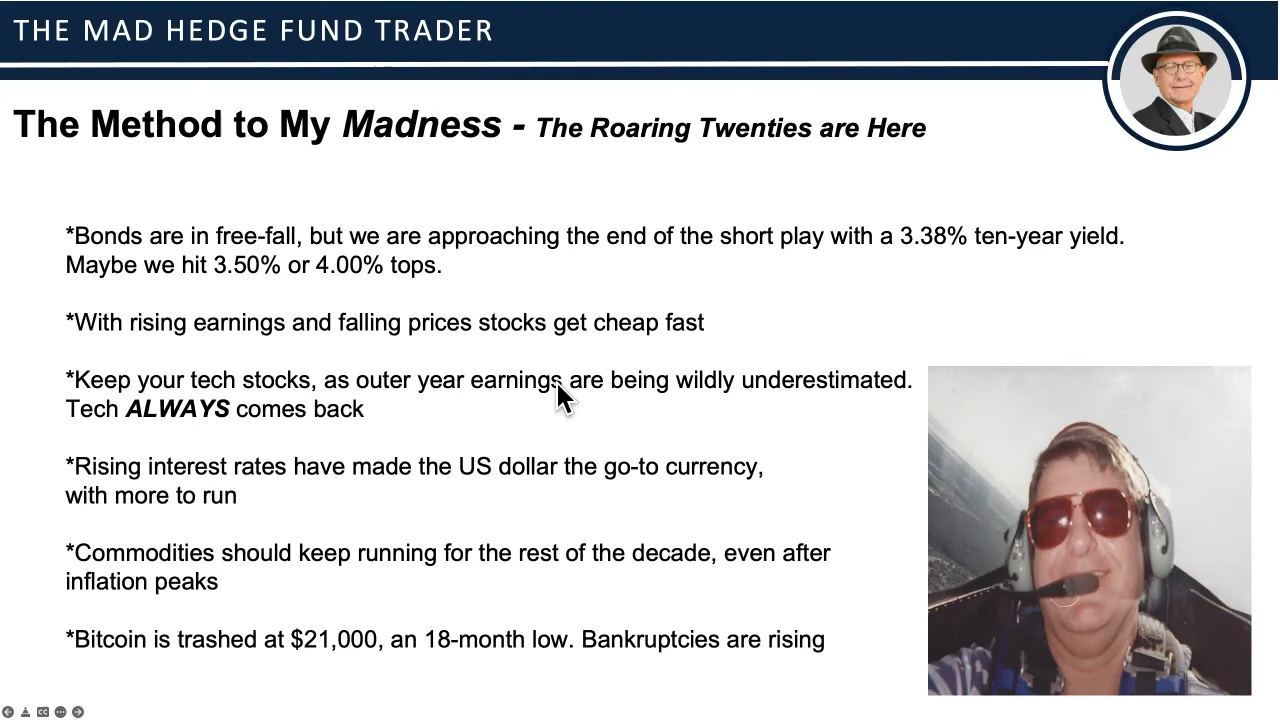 THE MAD HEDGE FUND TRADER
The Method to My Madness - The Roaring Twenties are Here
*Bonds are in free-fall, but we are approaching the end of the short play with a 3.38% ten-year yield.
Maybe we hit 3.50% or 4.00% tops.
*With rising earnings and falling prices stocks get cheap fast
*Keep your tech stocks, as outer year earnings are being wildly underestimated.
Tech ALWAYS comes back
*Rising interest rates have made the US dollar the go-to currency,
with more to run
*Commodities should keep running for the rest of the decade, even after
inflation peaks
*Bitcoin is trashed at $21,000, an 18-month low. Bankruptcies are rising
CC